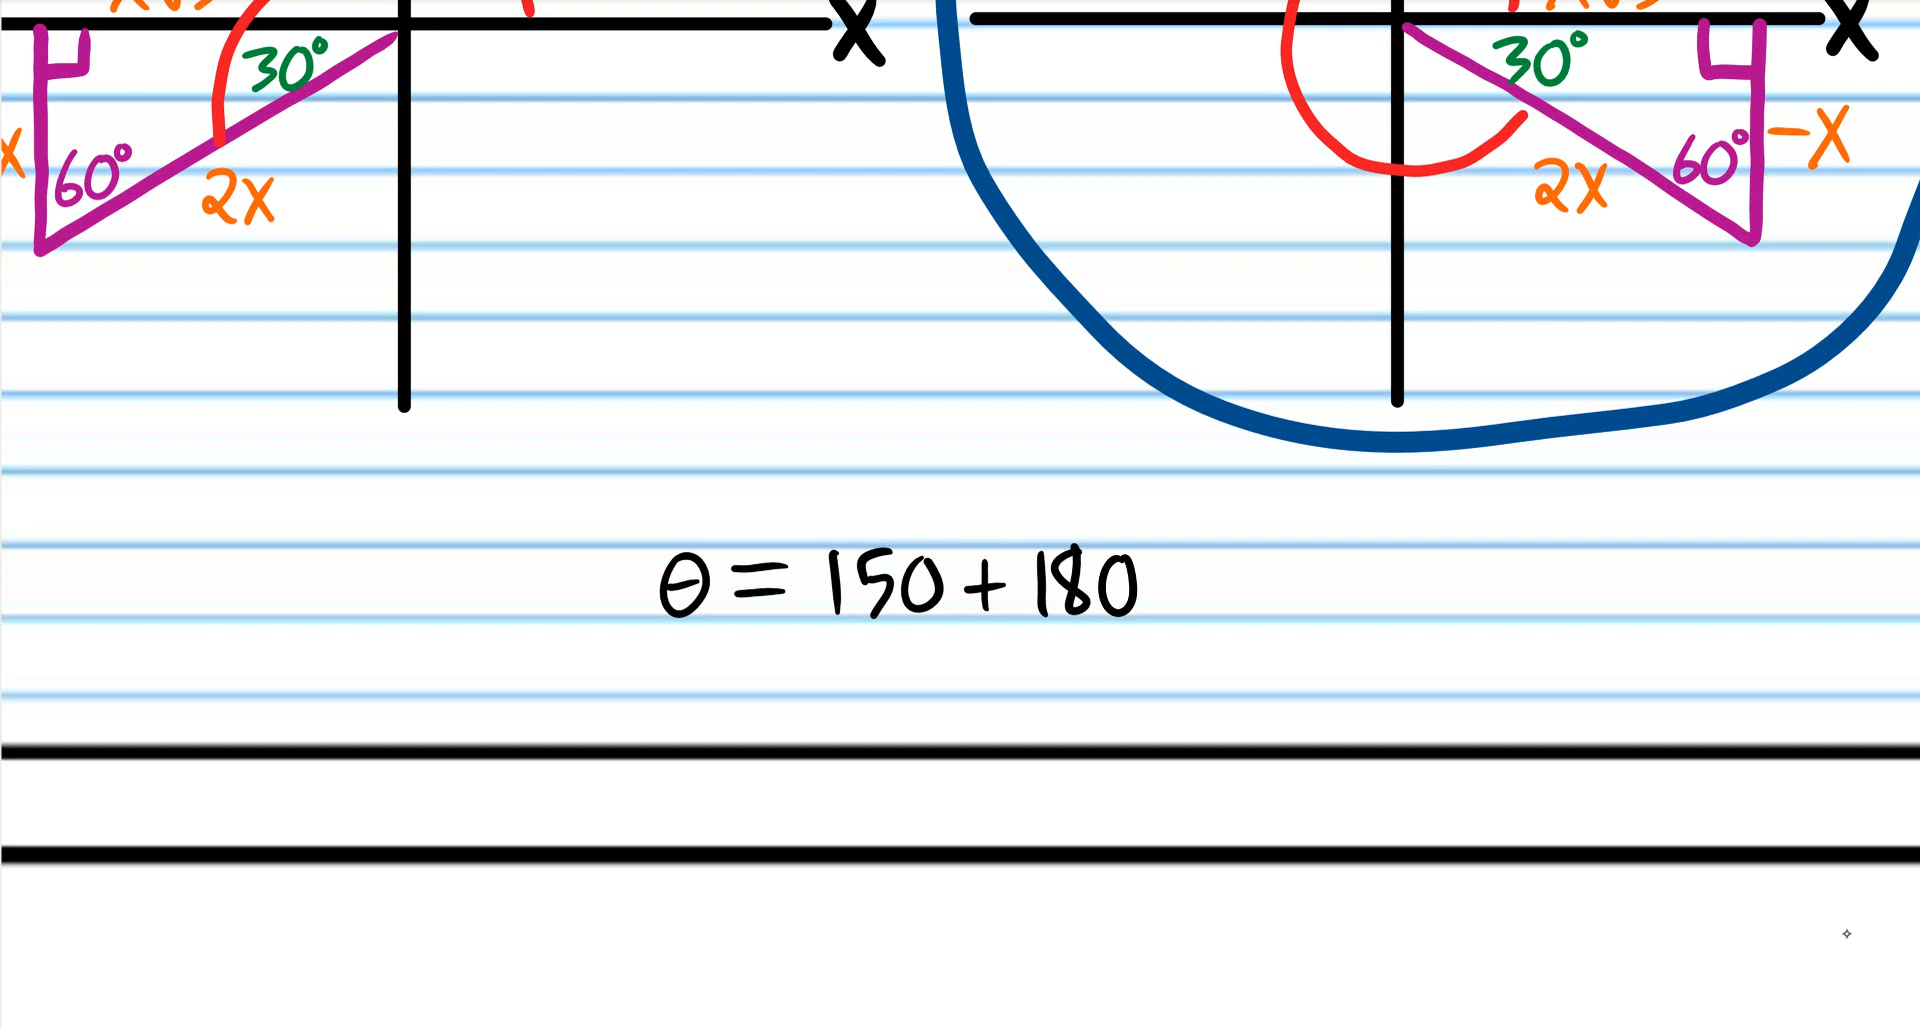 X
X
30°
30°
x
60°
2x
60°
-x
2x
θ = 150 + 180